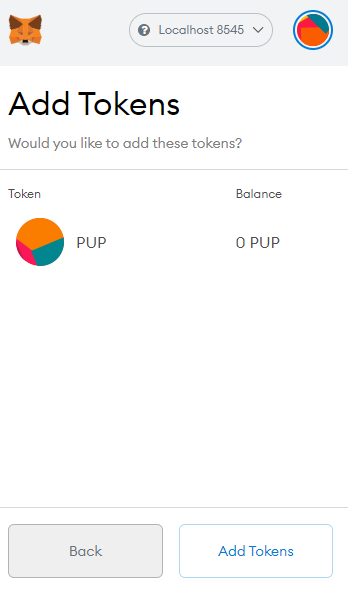 Localhost 8545
Add Tokens
Would you like to add these tokens?
Token Balance
PUP 0 PUP
Back Add Tokens